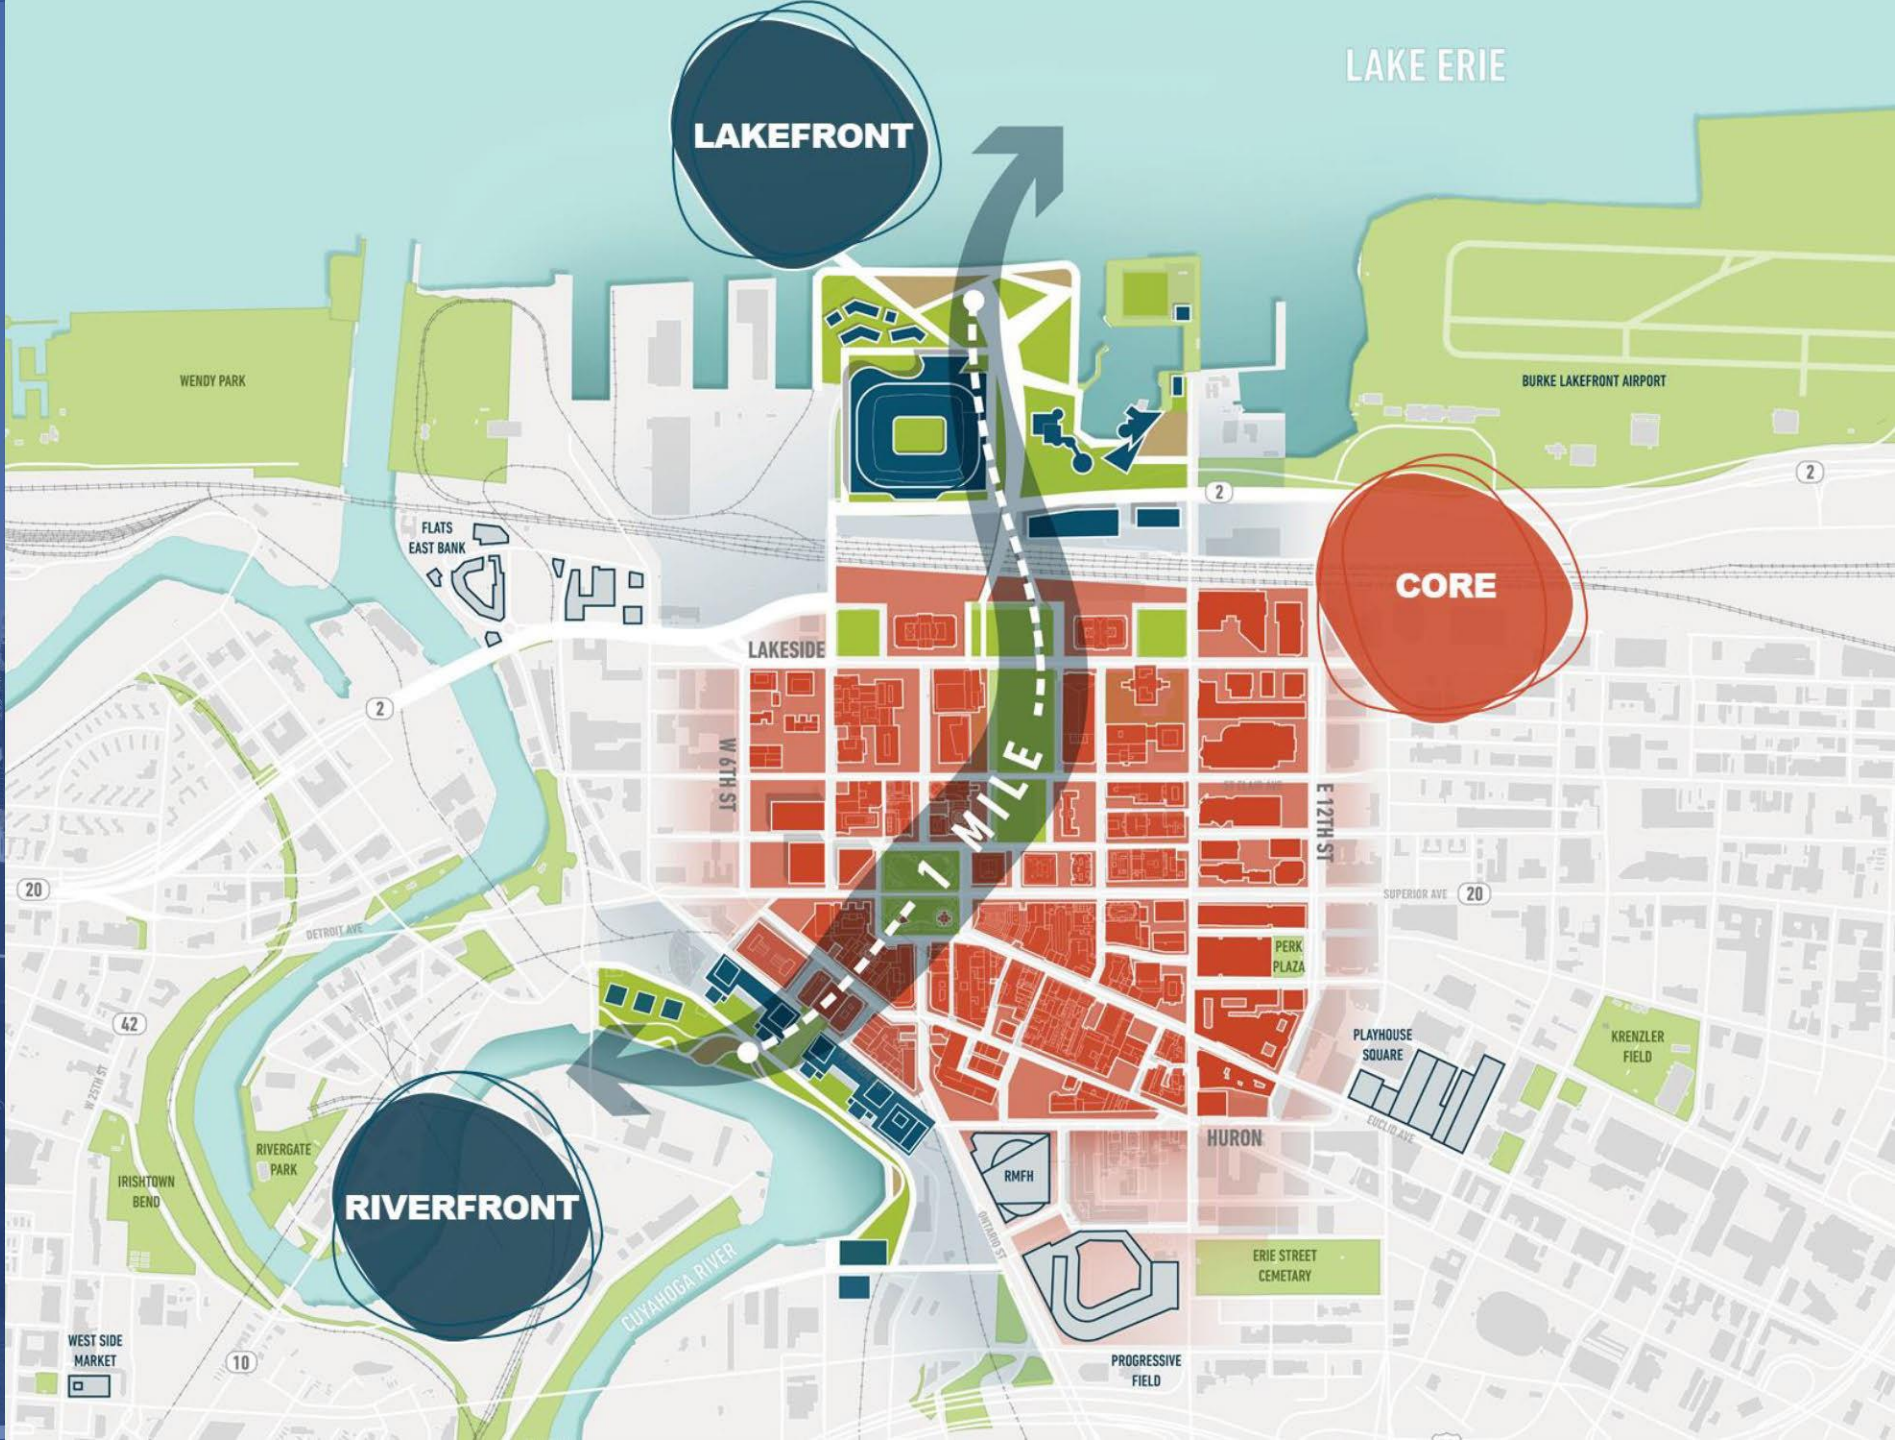 LAKE ERIE
LAKEFRONT
WENDY PARK
BURKE LAKEFRONT AIRPORT
2
2
FLATS
EAST BANK
CORE
LAKESIDE
2
W 6TH ST
1 MILE
ST CLAIR AVE
E 12TH ST
20
SUPERIOR AVE
20
DETROIT AVE
PERK
PLAZA
42
PLAYHOUSE
SQUARE
KRENZLER
FIELD
W 25TH ST
EUCLID AVE
HURON
RIVERGATE
PARK
RMFH
IRISHTOWN
BEND
RIVERFRONT
ONTARIO ST
CUYAHOGA RIVER
ERIE STREET
CEMETARY
WEST SIDE
MARKET
10
PROGRESSIVE
FIELD